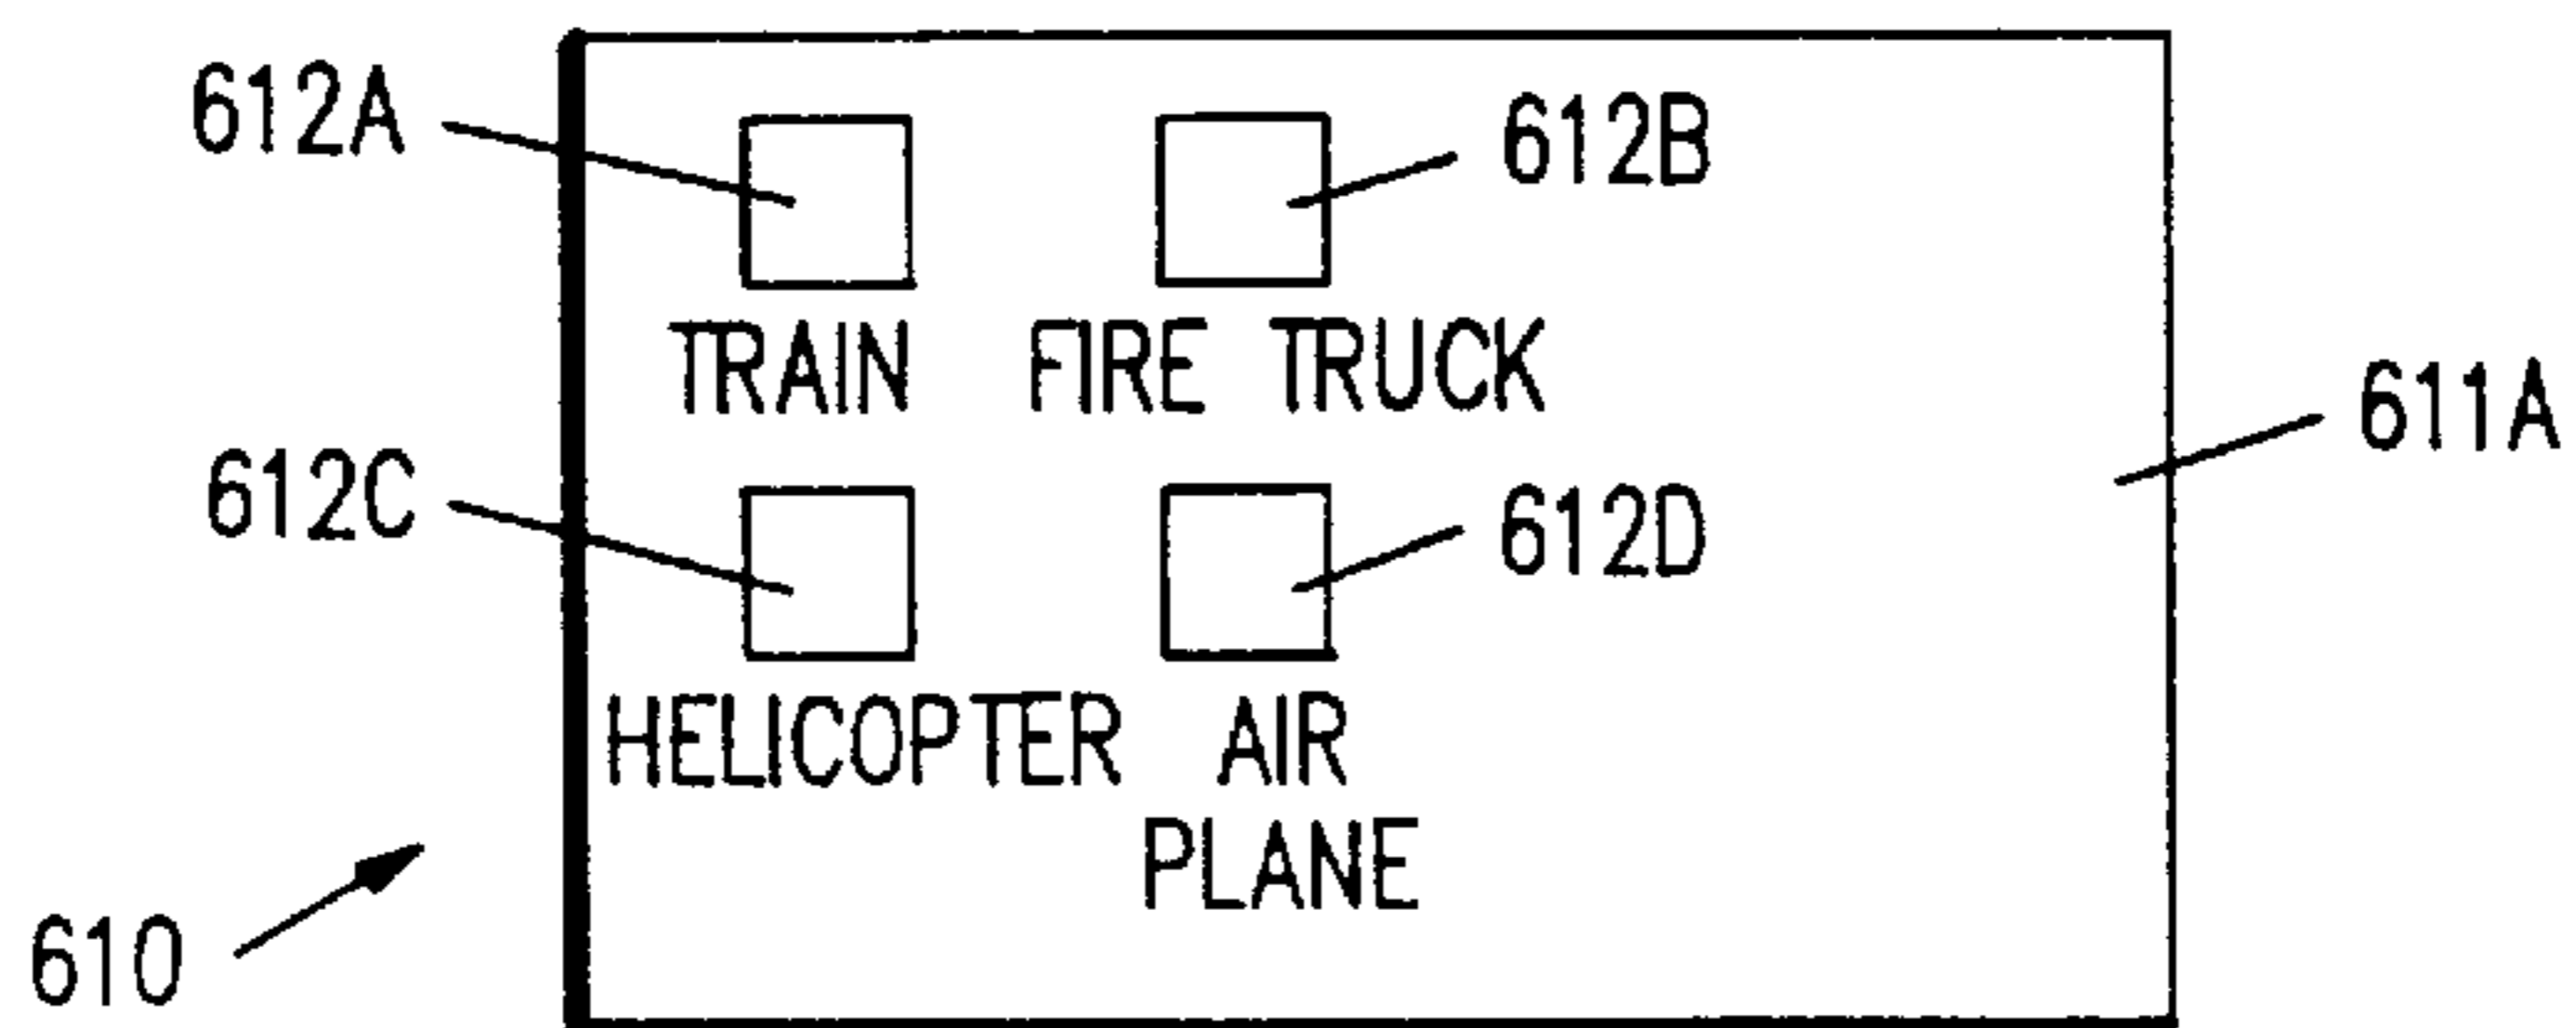 612A
612B
TRAIN
FIRE TRUCK
611A
612C
612D
HELICOPTER
AIR
PLANE
610